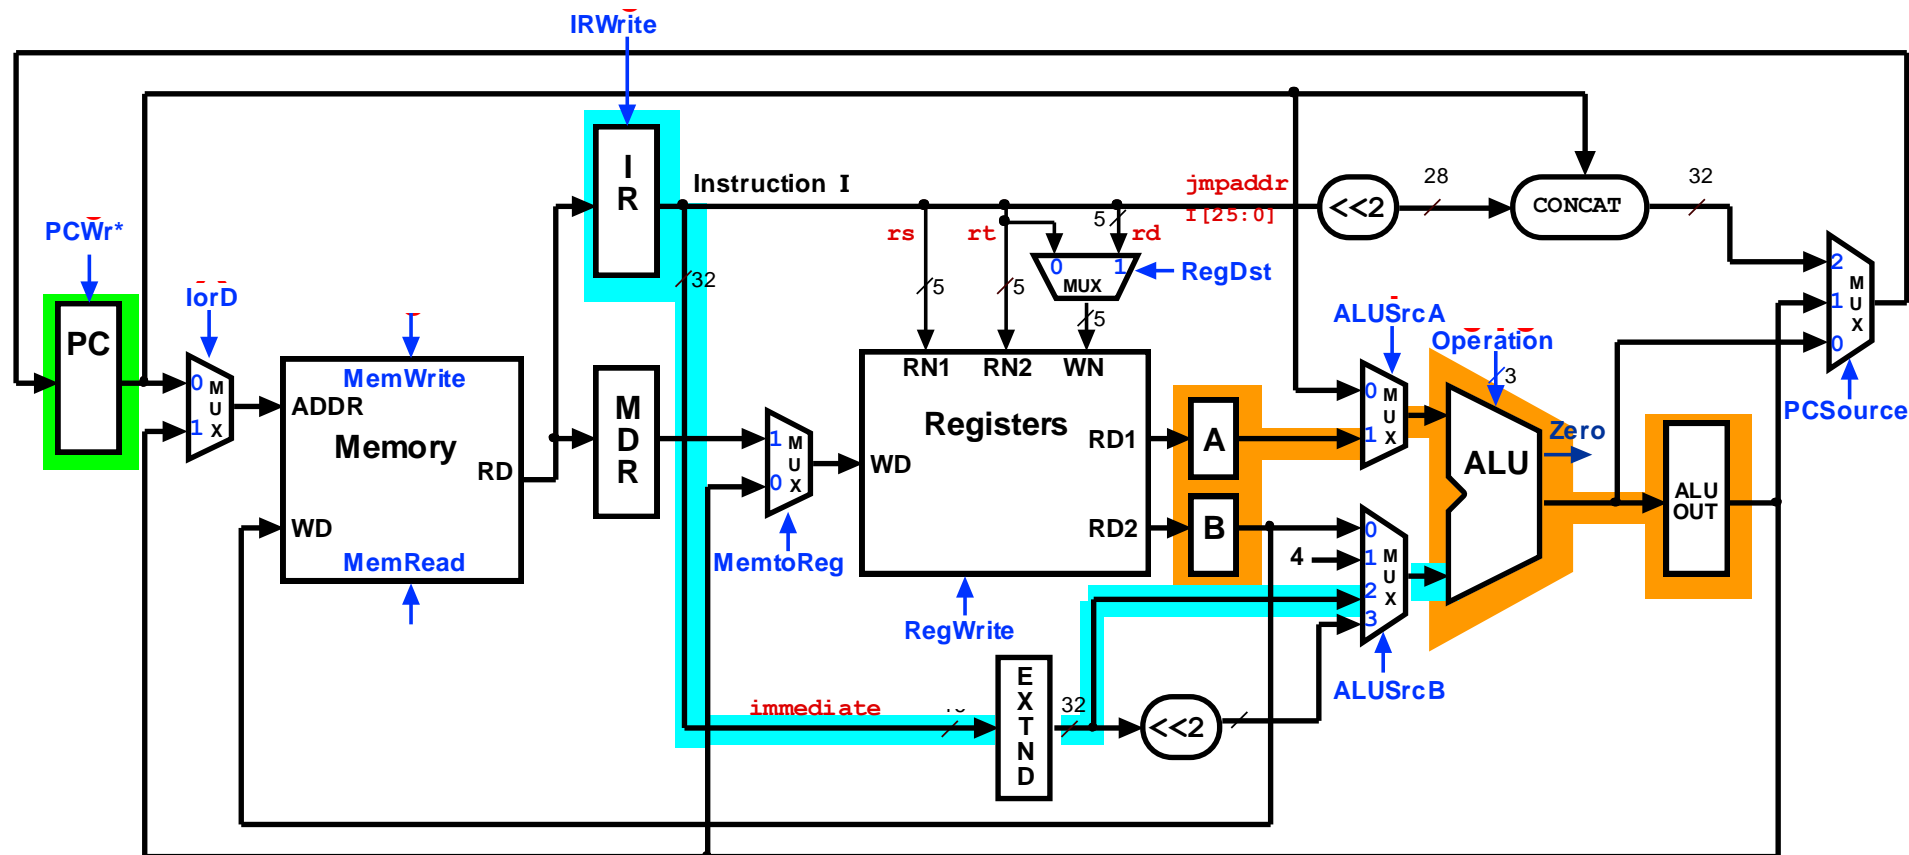 IRWrite
I
R
Instruction I
jmpaddr
I[25:0]
<<2
28
CONCAT
32
PCWr*
PC
IorD
0
1
M
U
X
rs
rt
5
rd
0
1
MUX
RegDst
32
5
5
5
2
1
0
M
U
X
PCSource
MemWrite
ADDR
Memory
RD
WD
MemRead
M
D
R
1
0
M
U
X
MemtoReg
RN1
RN2
WN
Registers
WD
RD1
RD2
RegWrite
A
B
4
ALUSrcA
0
1
M
U
X
Operation
3
Zero
ALU
ALU
OUT
0
1
2
3
M
U
X
ALUSrcB
immediate
E
X
T
N
D
32
<<2